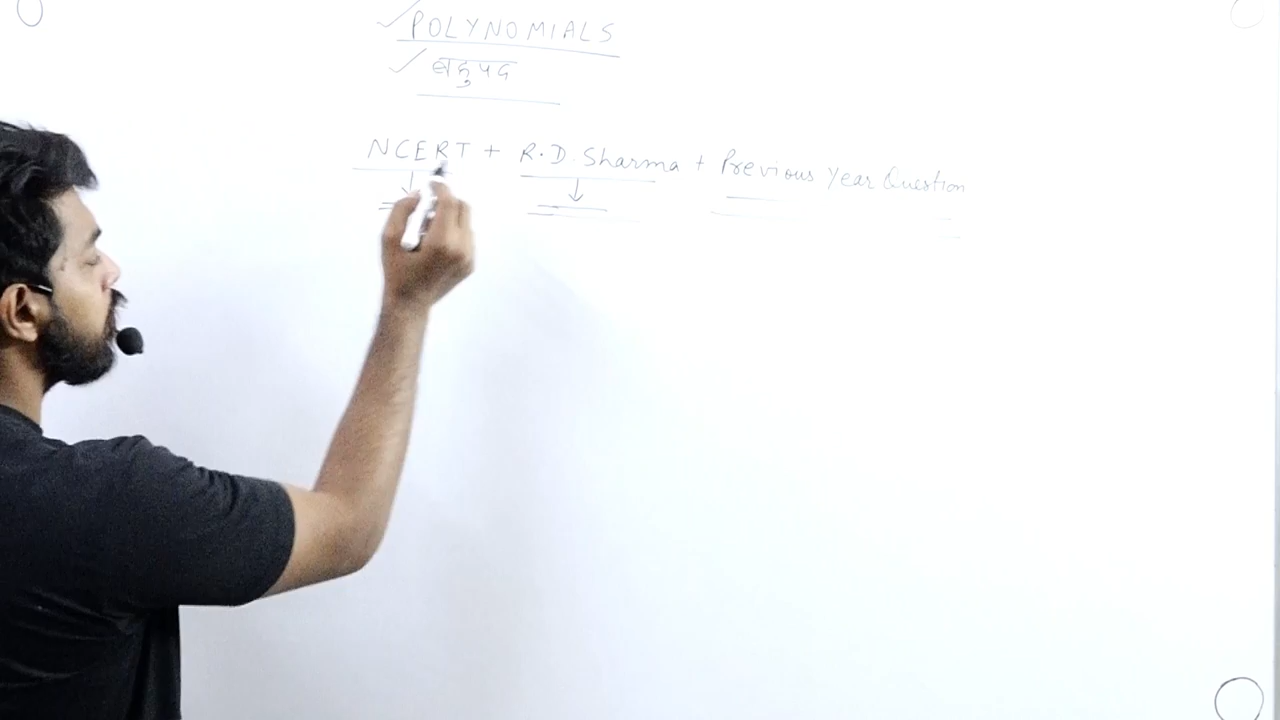 POLYNOMIALS
बहुपद
NCERT + R.D. Sharma + Previous Year Question